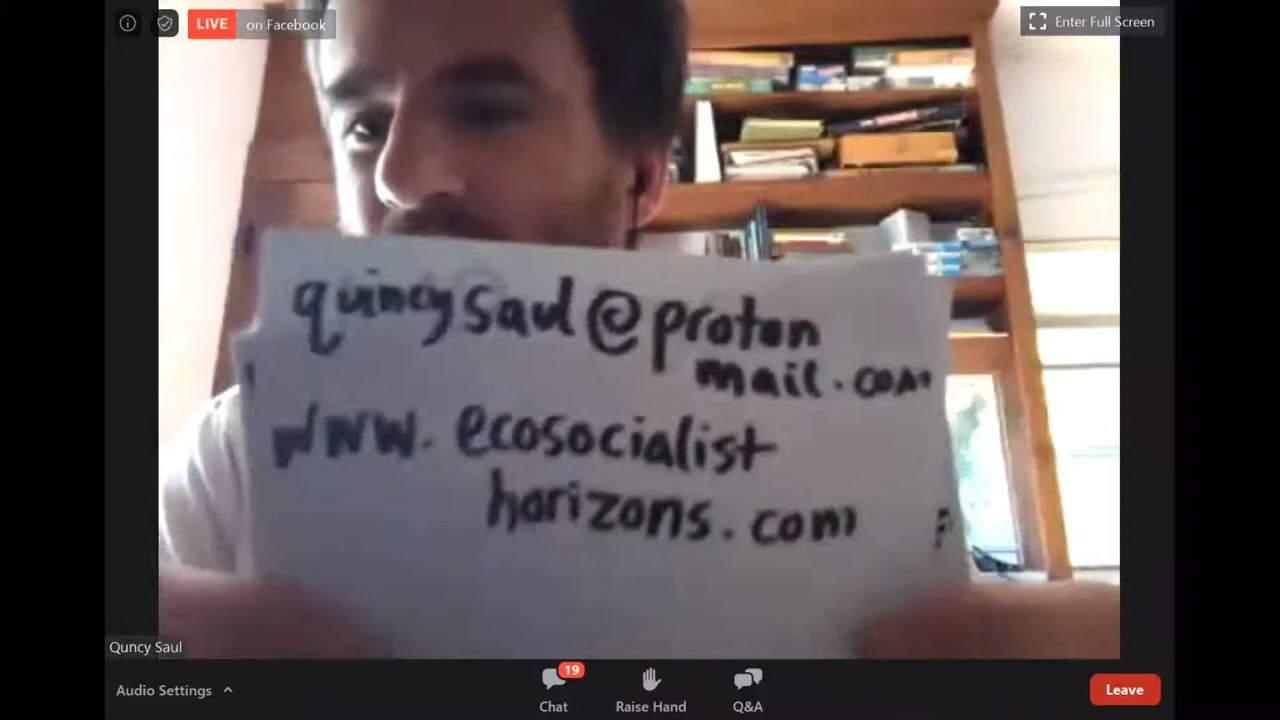 LIVE on Facebook
Enter Full Screen
quincysaul@proton
mail.com
www.ecosocialist
horizons.com
Quncy Saul
Audio Settings
19
Chat
Raise Hand
Q&A
Leave